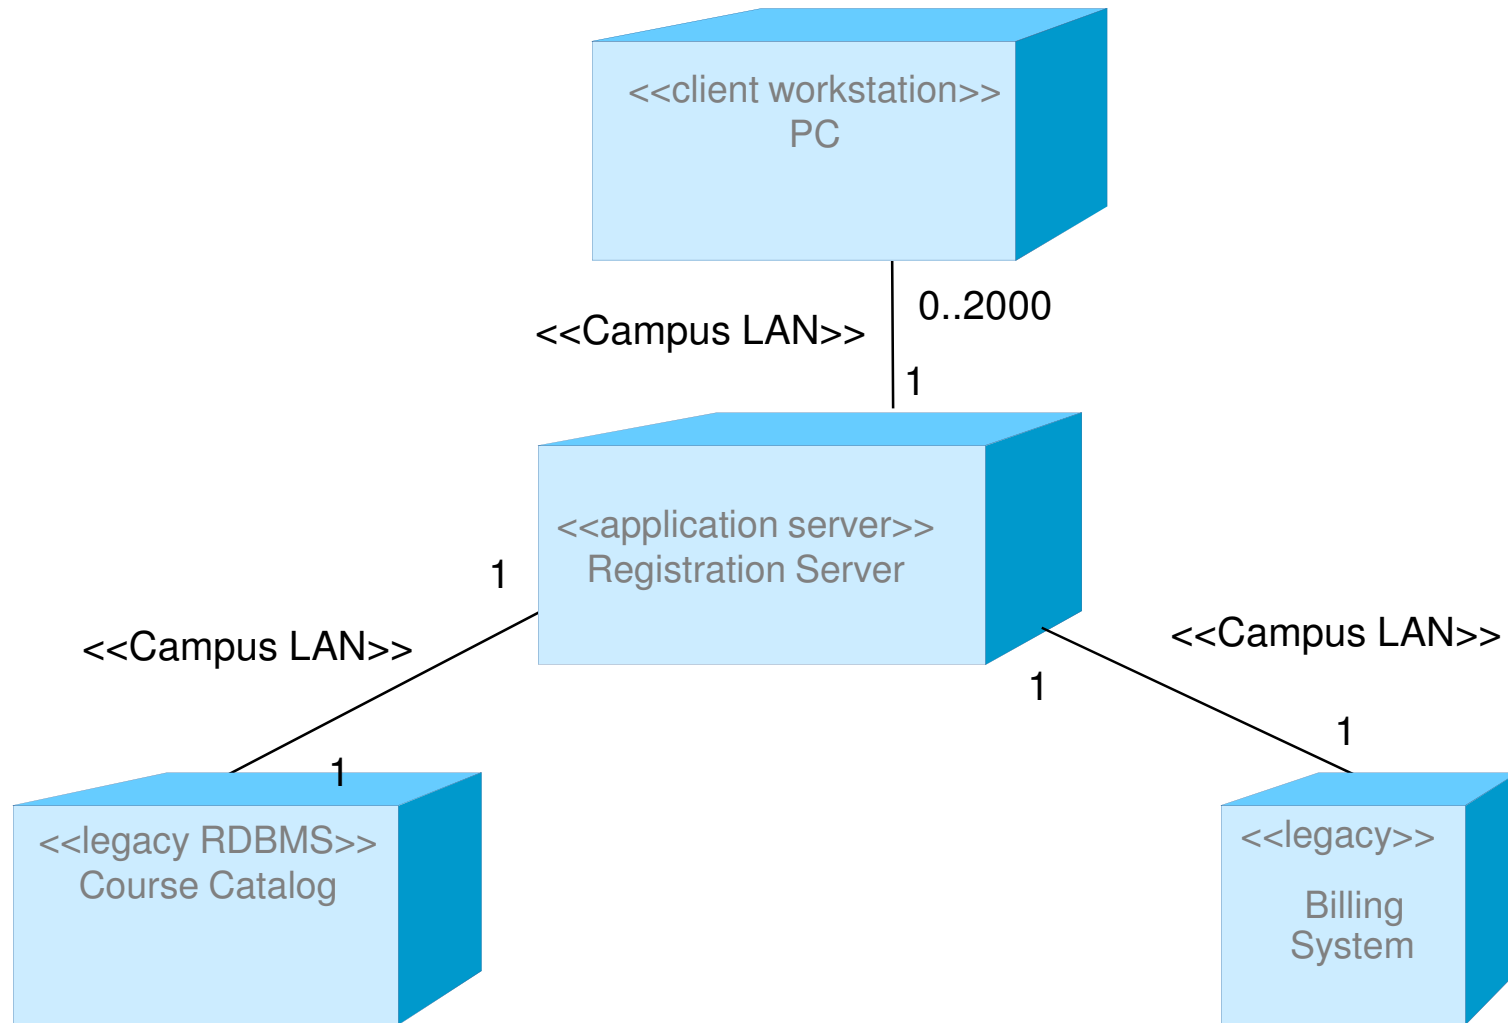 <<client workstation>>
PC
0..2000
<<Campus LAN>>
1
<<application server>>
Registration Server
1
<<Campus LAN>>
<<Campus LAN>>
1
1
1
<<legacy RDBMS>>
Course Catalog
<<legacy>>
Billing
System